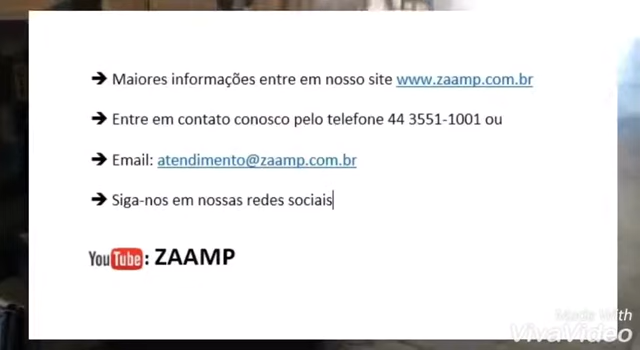 ➔ Maiores informações entre em nosso site www.zaamp.com.br
➔ Entre em contato conosco pelo telefone 44 3551-1001 ou
➔ Email: atendimento@zaamp.com.br
➔ Siga-nos em nossas redes sociais
YouTube: ZAAMP
Made With
VivaVideo